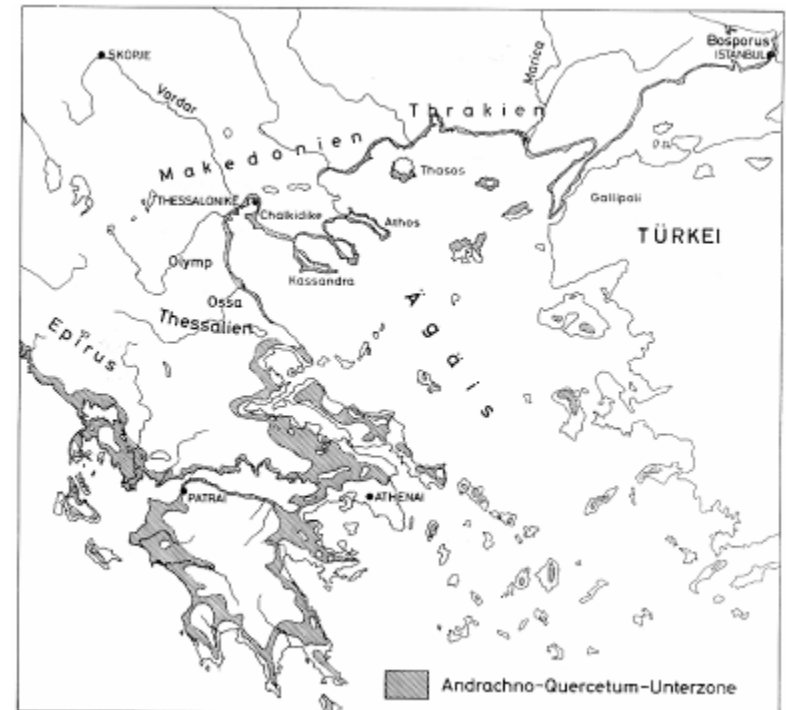 Bosporus
ISTANBUL
SKOPJE
Vardar
Marica
Thrakien
Makedonien
Thasos
THESSALONIKE
Chalkidike
Athos
Gallipoli
TÜRKEI
Olymp
Kassandra
Ossa
Thessalien
Ägäis
Epirus
PATRAI
ATHENAI
Andrachno-Quercetum-Unterzone